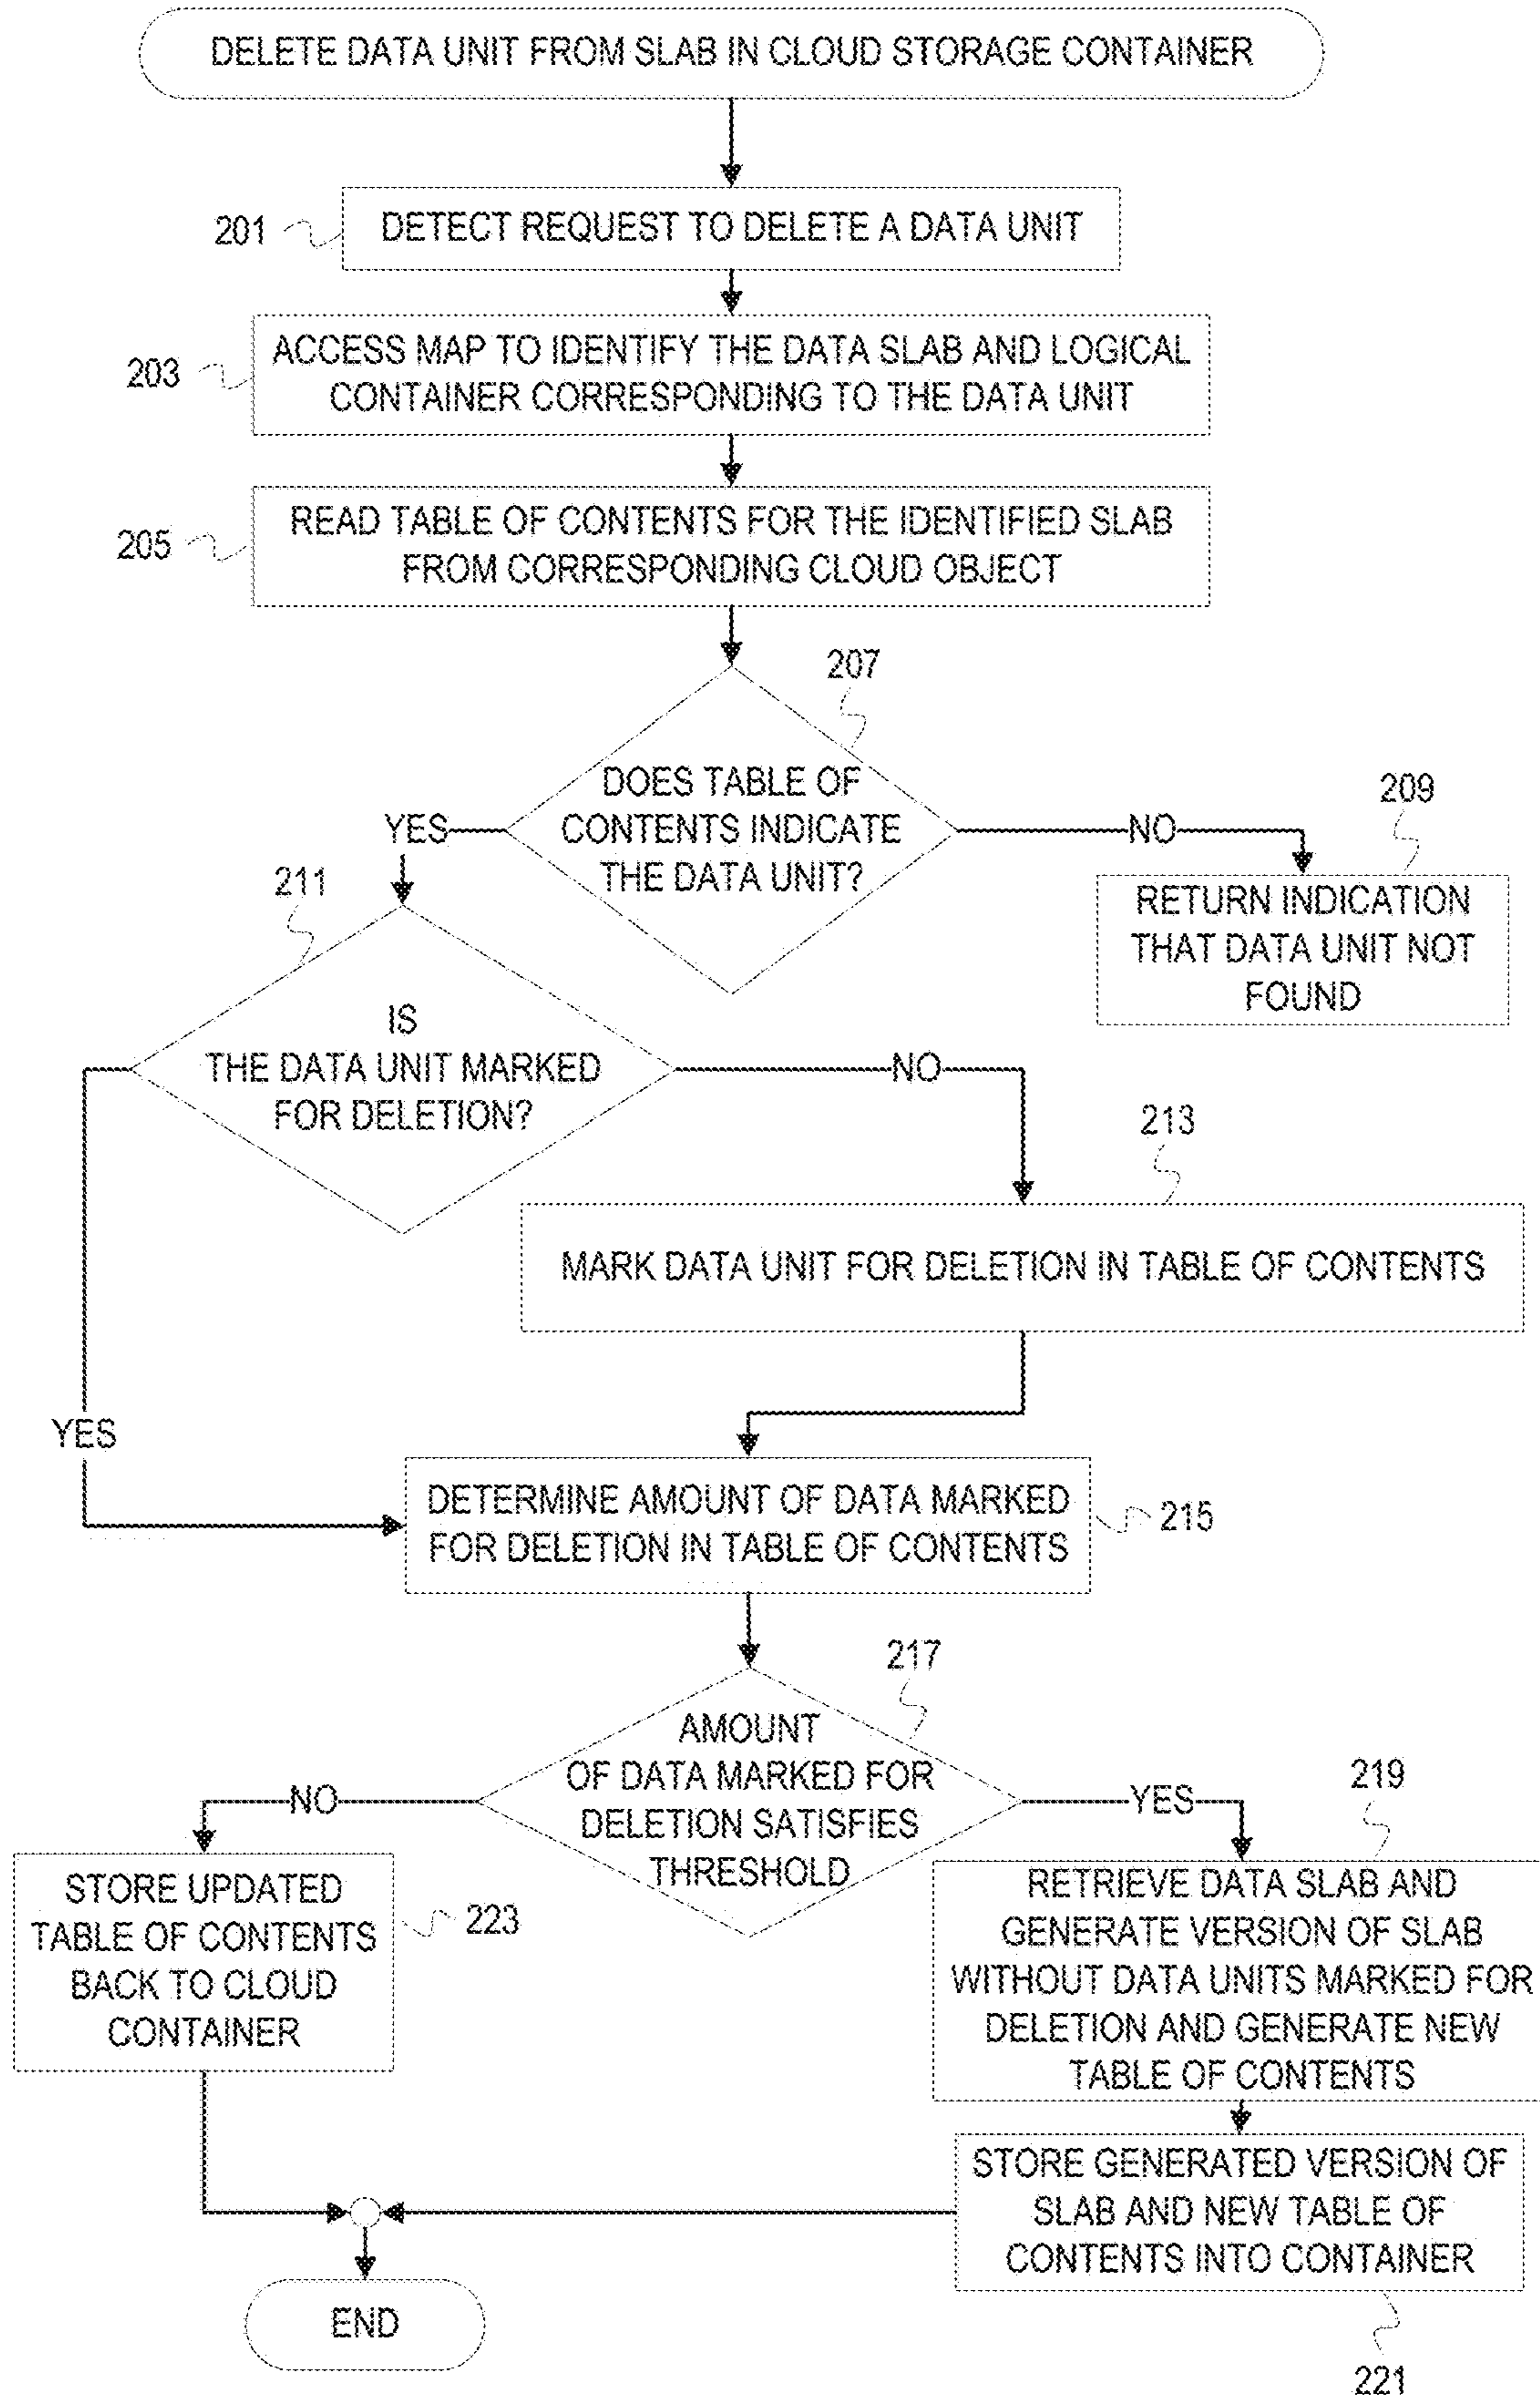 DELETE DATA UNIT FROM SLAB IN CLOUD STORAGE CONTAINER
201
DETECT REQUEST TO DELETE A DATA UNIT
203
ACCESS MAP TO IDENTIFY THE DATA SLAB AND LOGICAL
CONTAINER CORRESPONDING TO THE DATA UNIT
205
READ TABLE OF CONTENTS FOR THE IDENTIFIED SLAB
FROM CORRESPONDING CLOUD OBJECT
207
DOES TABLE OF
CONTENTS INDICATE
THE DATA UNIT?
YES
NO
209
RETURN INDICATION
THAT DATA UNIT NOT
FOUND
211
IS
THE DATA UNIT MARKED
FOR DELETION?
NO
213
MARK DATA UNIT FOR DELETION IN TABLE OF CONTENTS
YES
DETERMINE AMOUNT OF DATA MARKED
FOR DELETION IN TABLE OF CONTENTS
215
217
AMOUNT
OF DATA MARKED FOR
DELETION SATISFIES
THRESHOLD
NO
YES
219
STORE UPDATED
TABLE OF CONTENTS
BACK TO CLOUD
CONTAINER
223
RETRIEVE DATA SLAB AND
GENERATE VERSION OF SLAB
WITHOUT DATA UNITS MARKED FOR
DELETION AND GENERATE NEW
TABLE OF CONTENTS
STORE GENERATED VERSION OF
SLAB AND NEW TABLE OF
CONTENTS INTO CONTAINER
221
END